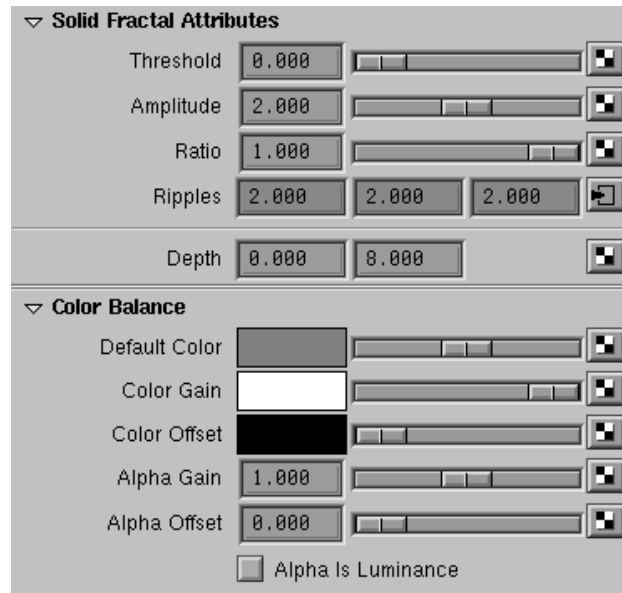 Solid Fractal Attributes
Threshold 0.000
Amplitude 2.000
Ratio 1.000
Ripples 2.000 2.000 2.000
Depth 0.000 8.000
Color Balance
Default Color
Color Gain
Color Offset
Alpha Gain 1.000
Alpha Offset 0.000
Alpha Is Luminance